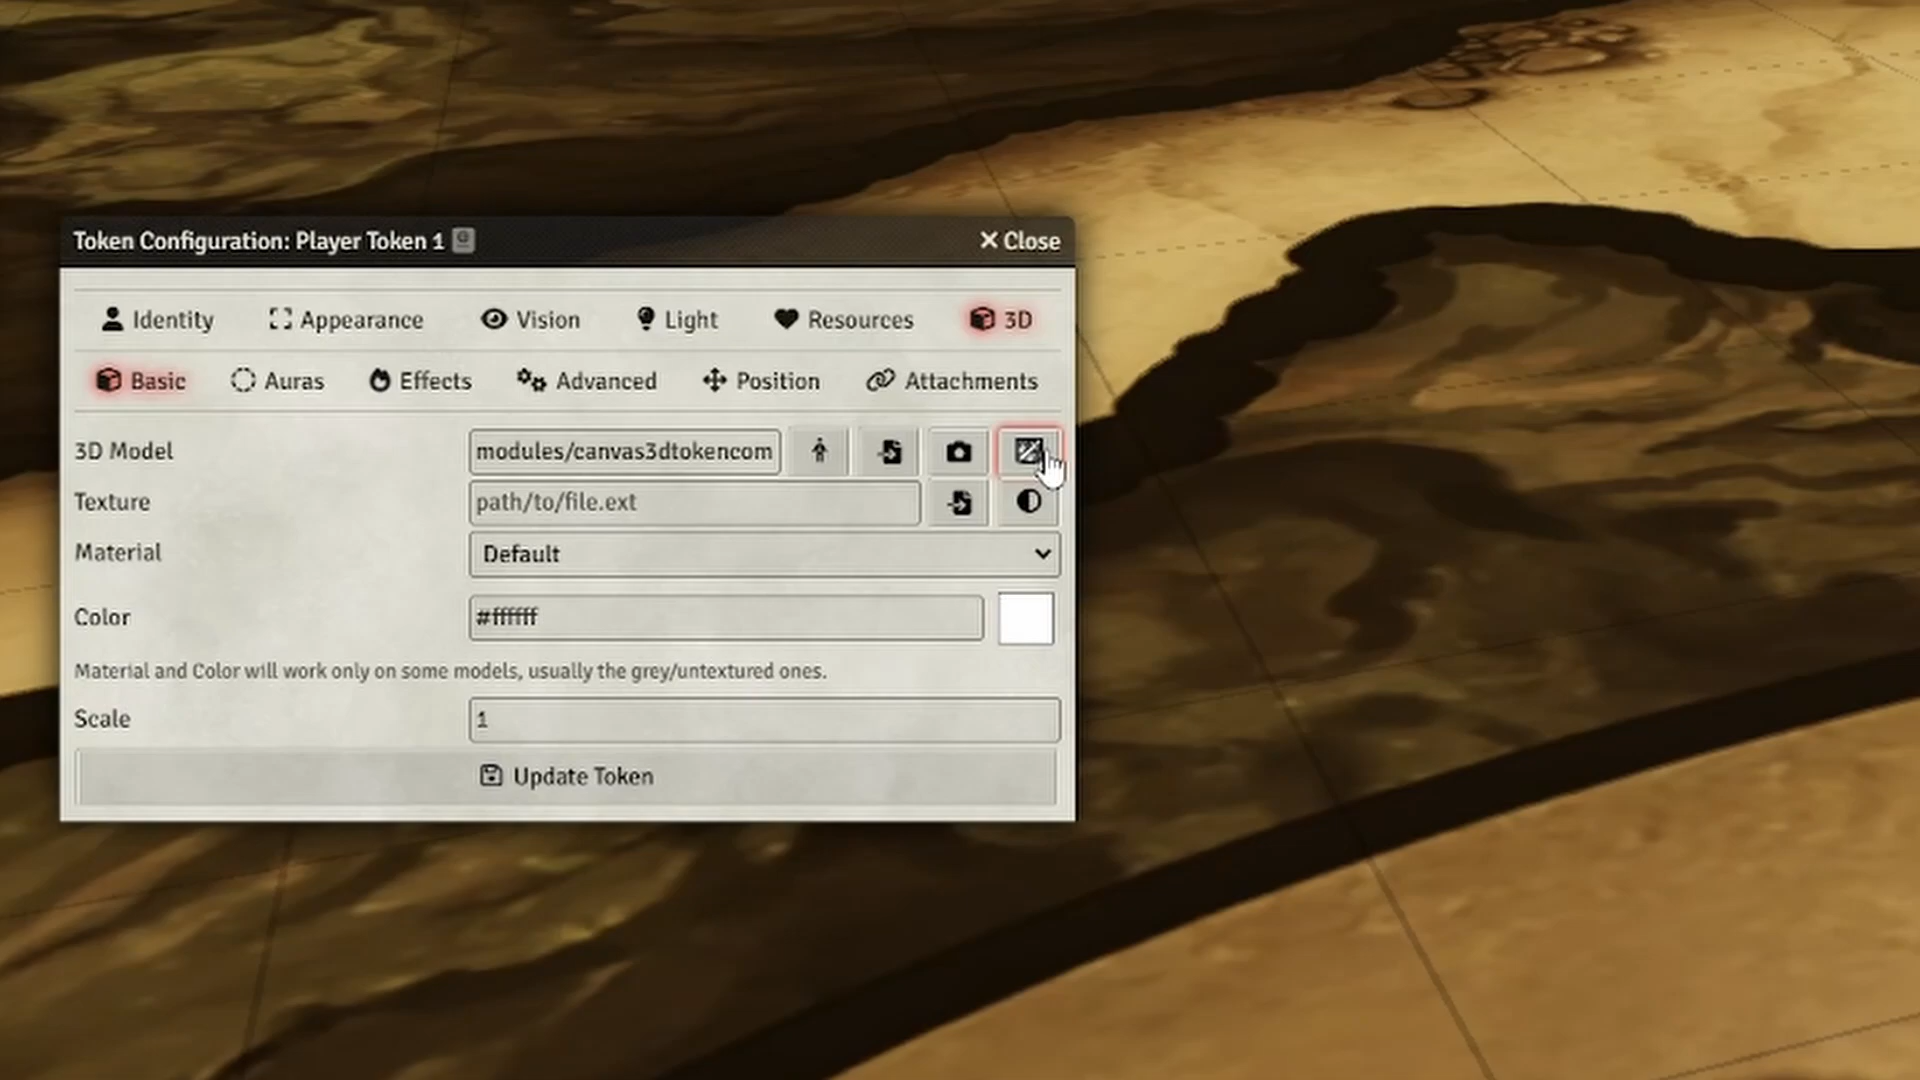 Token Configuration: Player Token 1
Close
Identity Appearance Vision Light Resources 3D
Basic Auras Effects Advanced Position Attachments
3D Model modules/canvas3dtokencom
Texture path/to/file.ext
Material Default
Color #ffffff
Material and Color will work only on some models, usually the grey/untextured ones.
Scale 1
Update Token